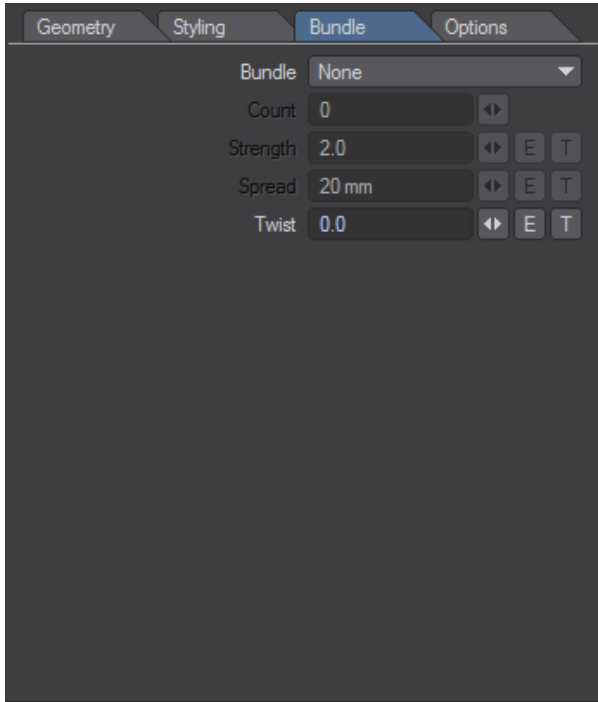 Geometry Styling Bundle Options
Bundle None
Count 0
Strength 2.0 E T
Spread 20 mm E T
Twist 0.0 E T